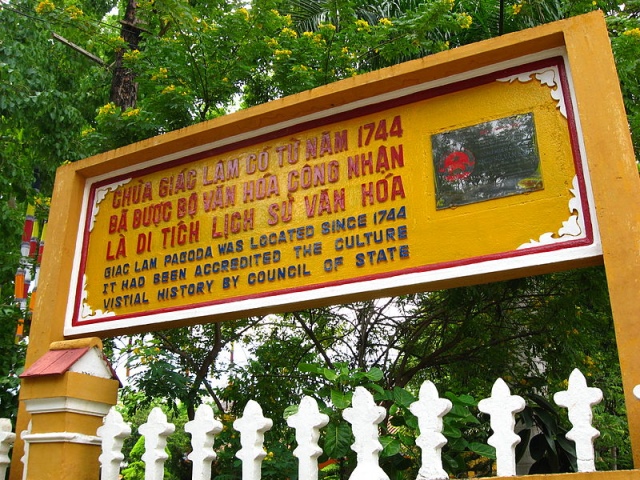 CHÙA GIÁC LÂM CÓ TỪ NĂM 1744
ĐÃ ĐƯỢC BỘ VĂN HÓA CÔNG NHẬN
LÀ DI TÍCH LỊCH SỬ VĂN HÓA
GIAC LAM PAGODA WAS LOCATED SINCE 1744
IT HAD BEEN ACCREDITED THE CULTURE
VISTIAL HISTORY BY COUNCIL OF STATE